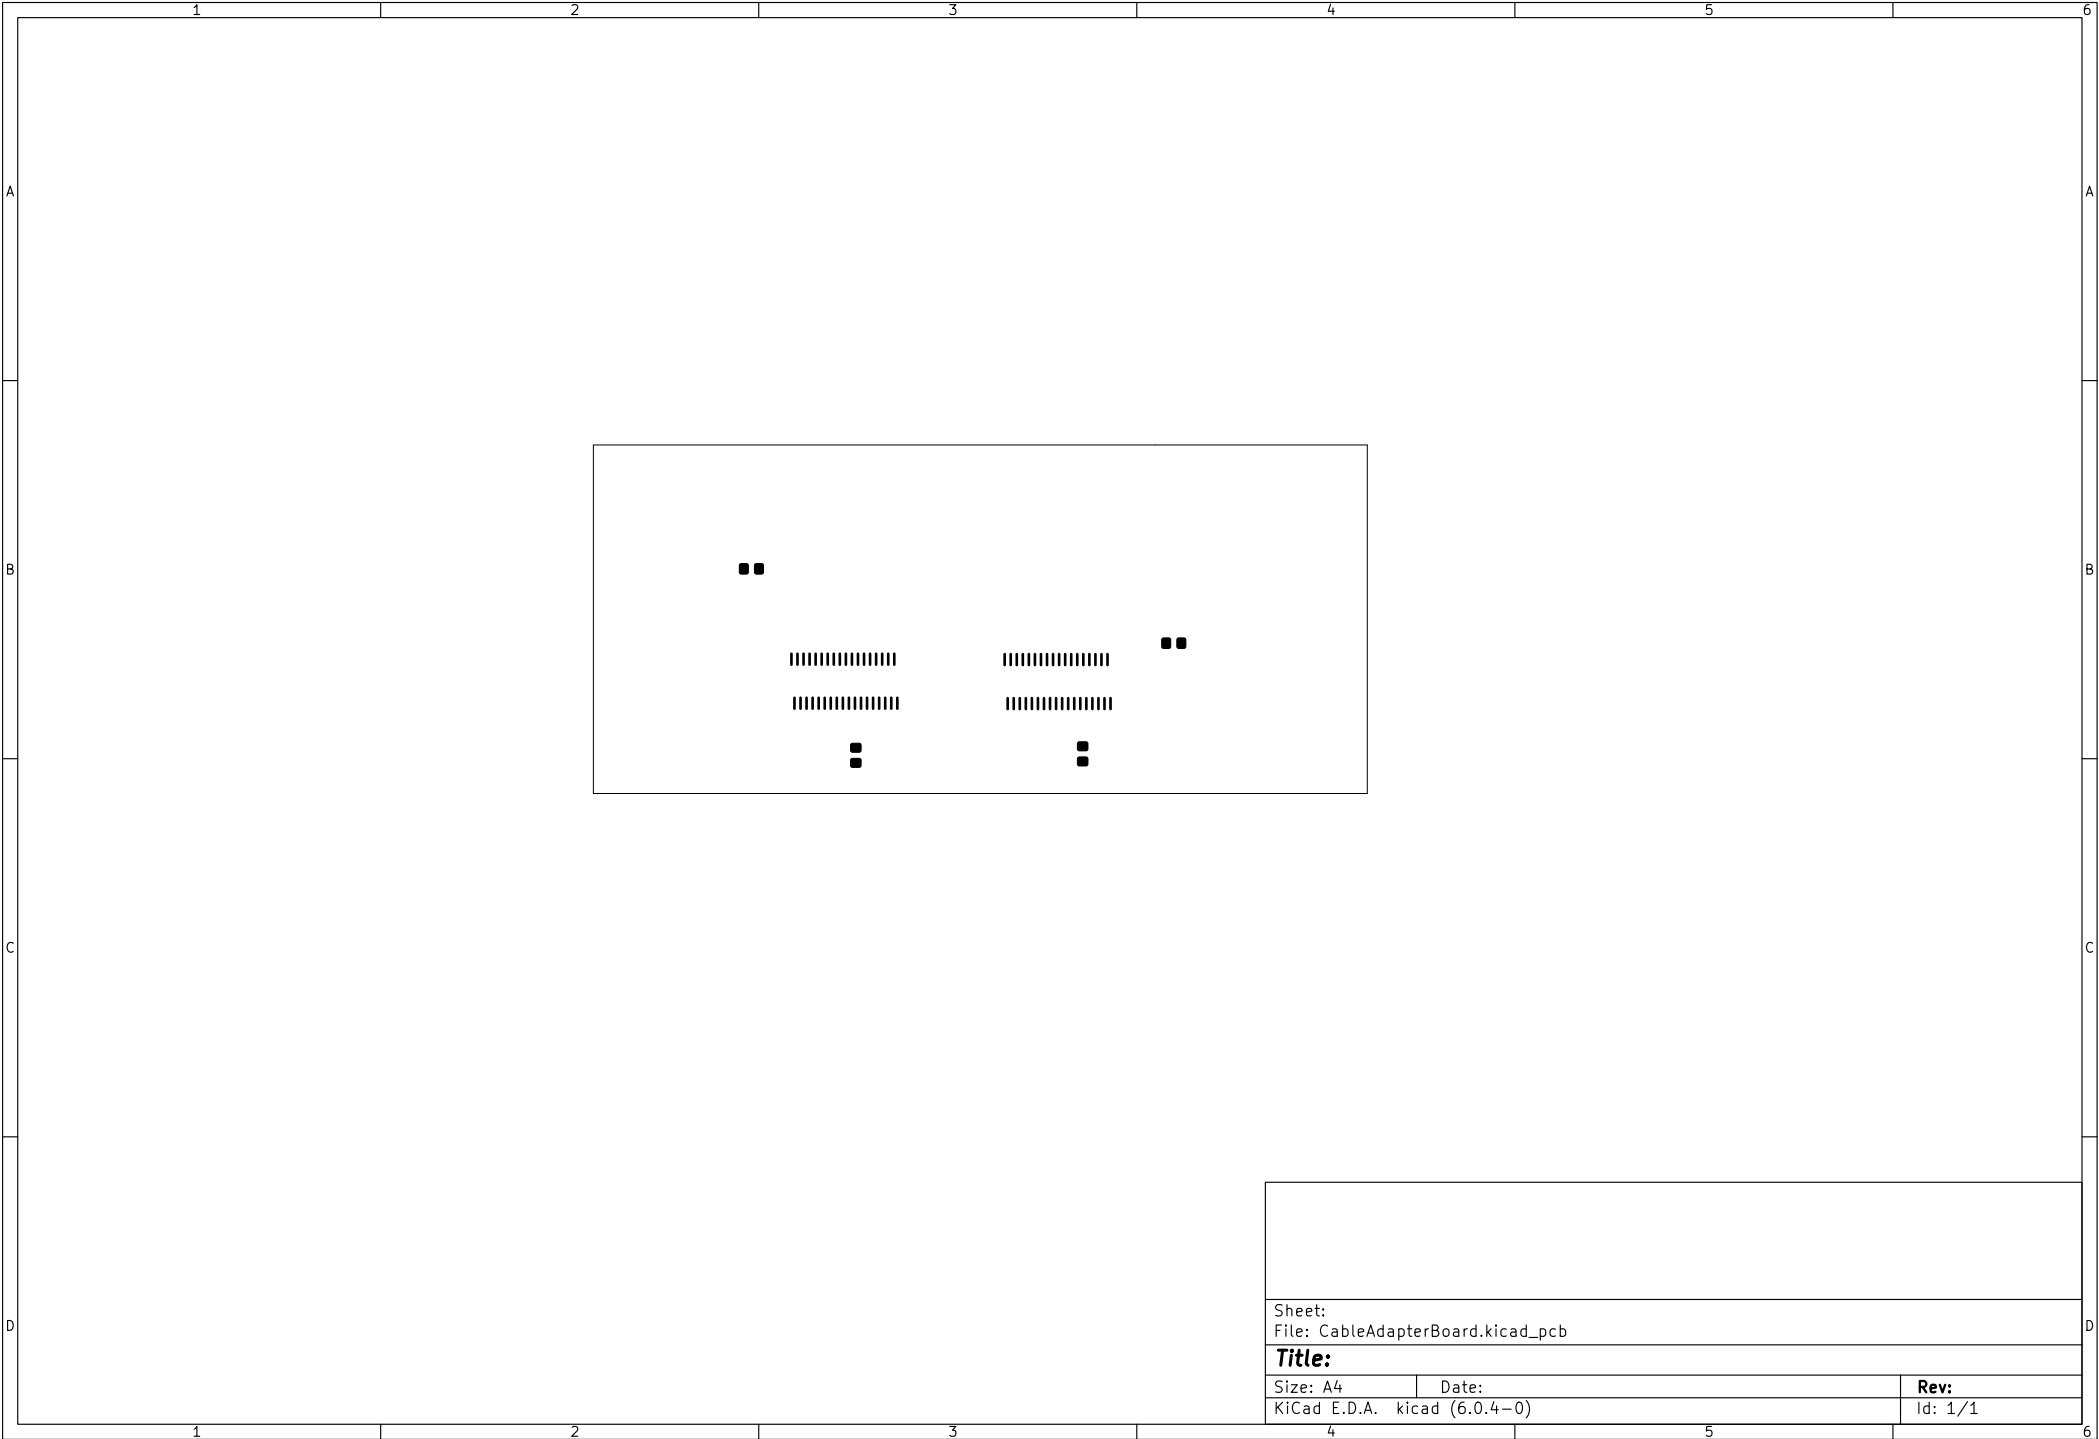 1 2 3 4 5 6
A A
B B
C C
Sheet:
D File: CableAdapterBoard.kicad_pcb D
Title:
Size: A4 Date: Rev:
KiCad E.D.A. kicad (6.0.4-0) Id: 1/1
1 2 3 4 5 6